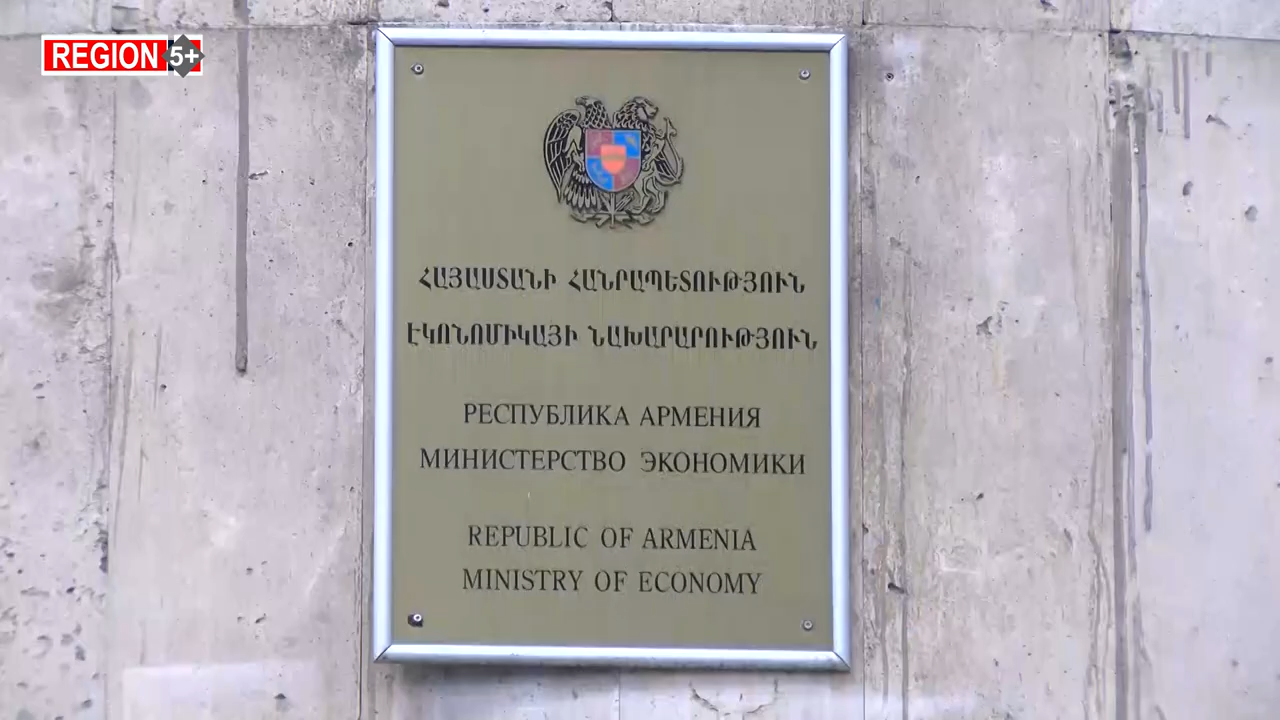 REGION 5+
ՀԱՅԱՍՏԱՆԻ ՀԱՆՐԱՊԵՏՈՒԹՅՈՒՆ
ԷԿՈՆՈՄԻԿԱՅԻ ՆԱԽԱՐԱՐՈՒԹՅՈՒՆ
РЕСПУБЛИКА АРМЕНИЯ
МИНИСТЕРСТВО ЭКОНОМИКИ
REPUBLIC OF ARMENIA
MINISTRY OF ECONOMY